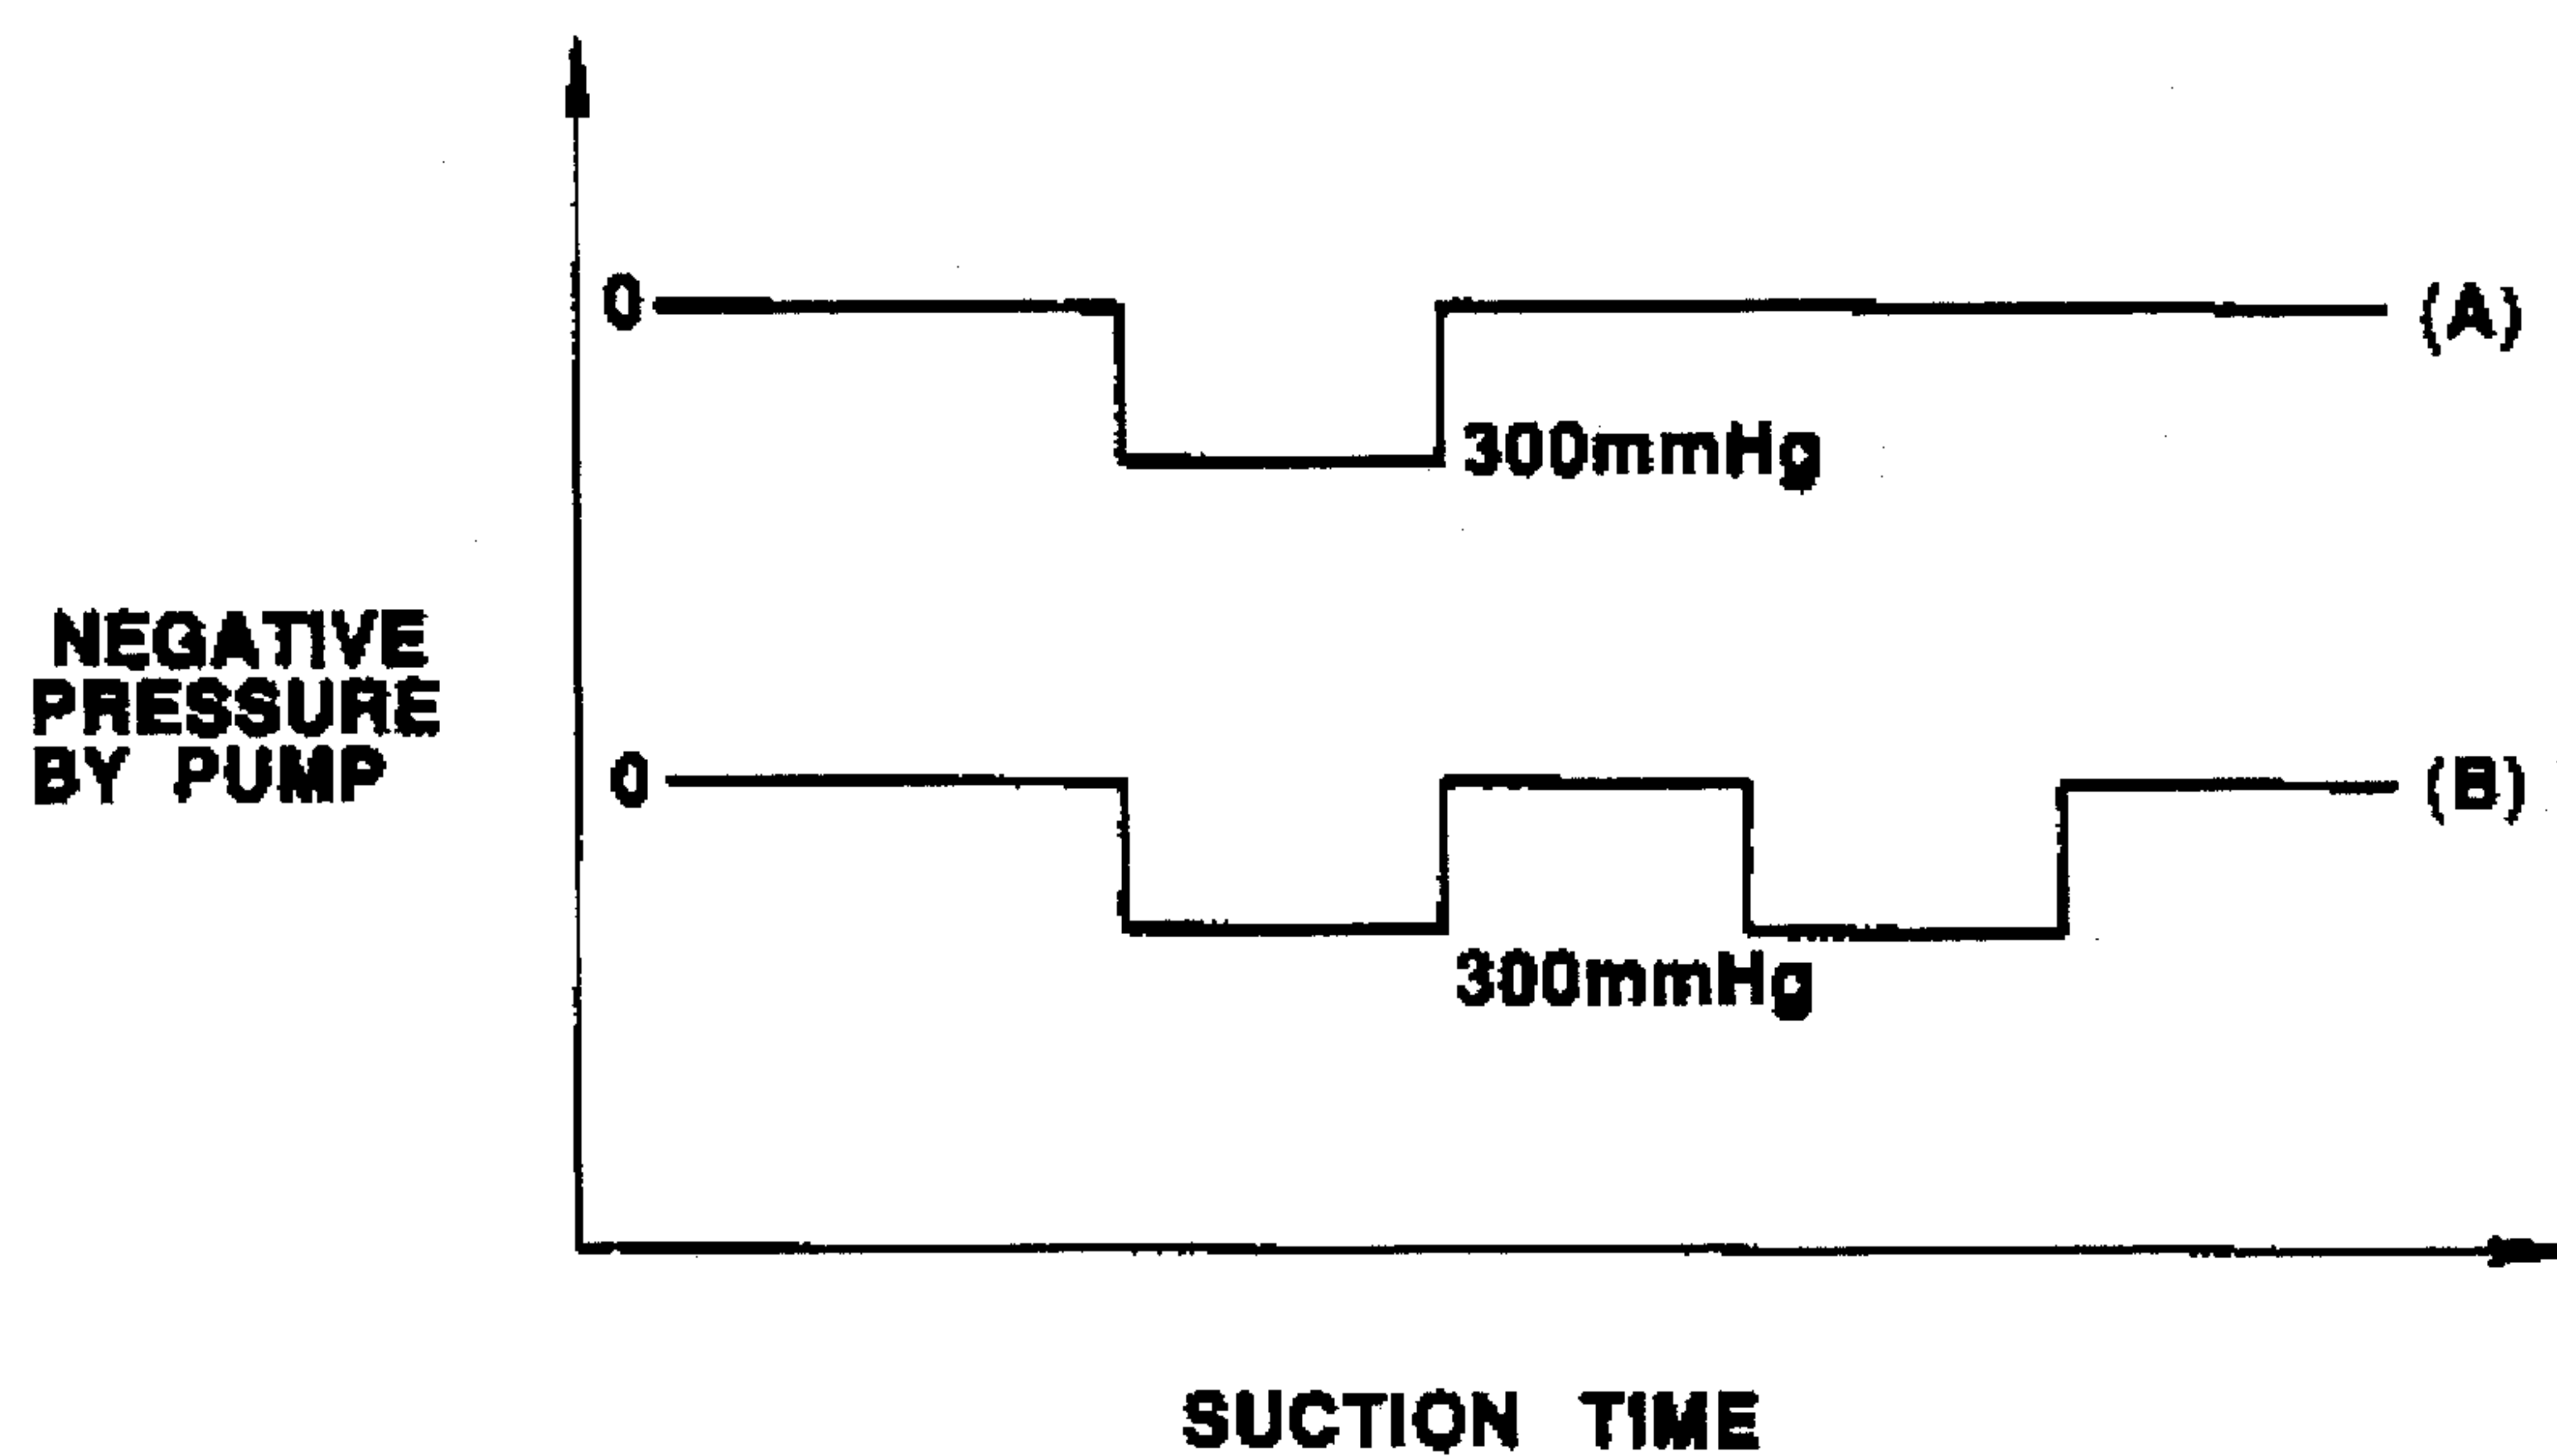 0
(A)
300mmHg
NEGATIVE
PRESSURE
BY PUMP
0
(B)
300mmHg
SUCTION TIME